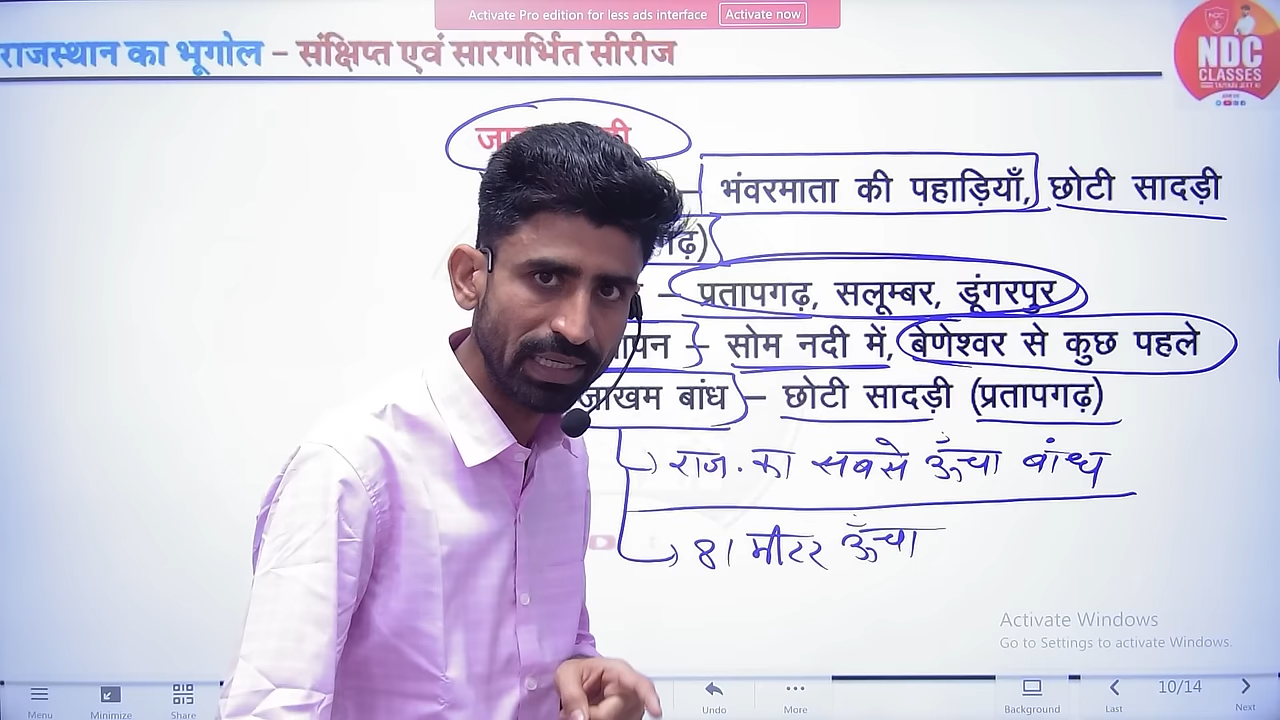 Activate Pro edition for less ads interface Activate now
राजस्थान का भूगोल – संक्षिप्त एवं सारगर्भित सीरीज
NDC
CLASSES
– भंवरमाता की पहाड़ियाँ, छोटी सादड़ी
– प्रतापगढ़, सलूम्बर, डूंगरपुर
– सोम नदी में, बेणेश्वर से कुछ पहले
जाखम बांध – छोटी सादड़ी (प्रतापगढ़)
राज. का सबसे ऊँचा बांध
81 मीटर ऊँचा
Activate Windows
Go to Settings to activate Windows.
Menu Minimize Share Undo More Background Last 10/14 Next